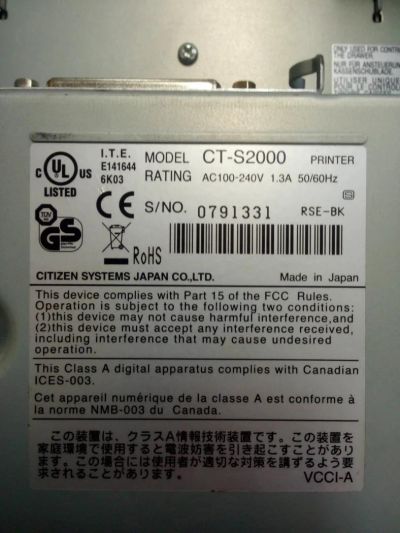 ONLY USED FOR CONTR
THE DRAWER.
NUR FÜR ANSTEUERUN
KASSENSCHUBLADE.
UTILISER UNIQUE
POUR LE CONTROL
C UL US
LISTED
I.T.E.
E141644
6K03
MODEL CT-S2000 PRINTER
RATING AC100-240V 1.3A 50/60Hz
CE S/NO. 0791331 RSE-BK
GS
RoHS
CITIZEN SYSTEMS JAPAN CO.,LTD. Made in Japan
This device complies with Part 15 of the FCC Rules.
Operation is subject to the following two conditions:
(1)this device may not cause harmful interference,and
(2)this device must accept any interference received,
including interference that may cause undesired
operation.
This Class A digital apparatus complies with Canadian
ICES-003.
Cet appareil numérique de la classe A est conforme à
la norme NMB-003 du Canada.
この装置は、クラスA情報技術装置です。この装置を
家庭環境で使用すると電波妨害を引き起こすことがあり
ます。この場合には使用者が適切な対策を講ずるよう要
求されることがあります。
VCCI-A